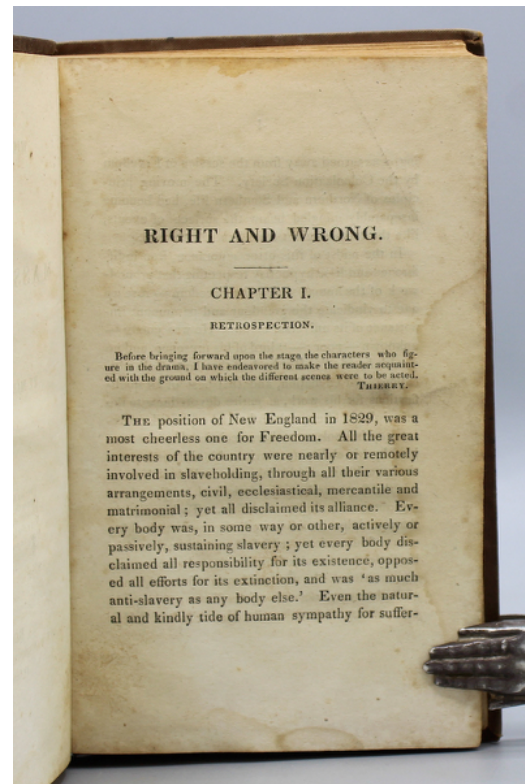 RIGHT AND WRONG.
CHAPTER I.
RETROSPECTION.
Before bringing forward upon the stage the characters who fig-
ure in the drama, I have endeavored to make the reader acquaint-
ed with the ground on which the different scenes were to be acted.
THIERRY.
THE position of New England in 1829, was a
most cheerless one for Freedom. All the great
interests of the country were nearly or remotely
involved in slaveholding, through all their various
arrangements, civil, ecclesiastical, mercantile and
matrimonial ; yet all disclaimed its alliance. Ev-
ery body was, in some way or other, actively or
passively, sustaining slavery ; yet every body dis-
claimed all responsibility for its existence, oppos-
ed all efforts for its extinction, and was ‘as much
anti-slavery as any body else.’ Even the natur-
al and kindly tide of human sympathy for suffer-